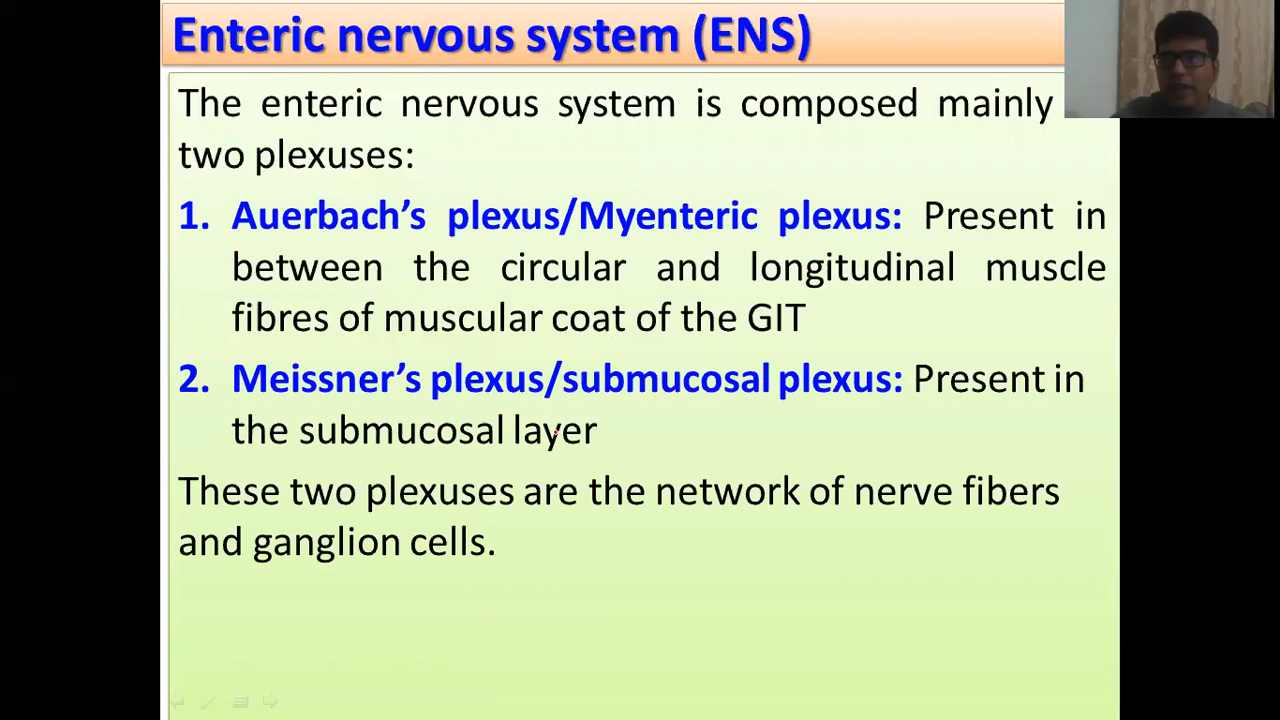 Enteric nervous system (ENS)
The enteric nervous system is composed mainly
two plexuses:
1. Auerbach’s plexus/Myenteric plexus: Present in
between the circular and longitudinal muscle
fibres of muscular coat of the GIT
2. Meissner’s plexus/submucosal plexus: Present in
the submucosal layer
These two plexuses are the network of nerve fibers
and ganglion cells.